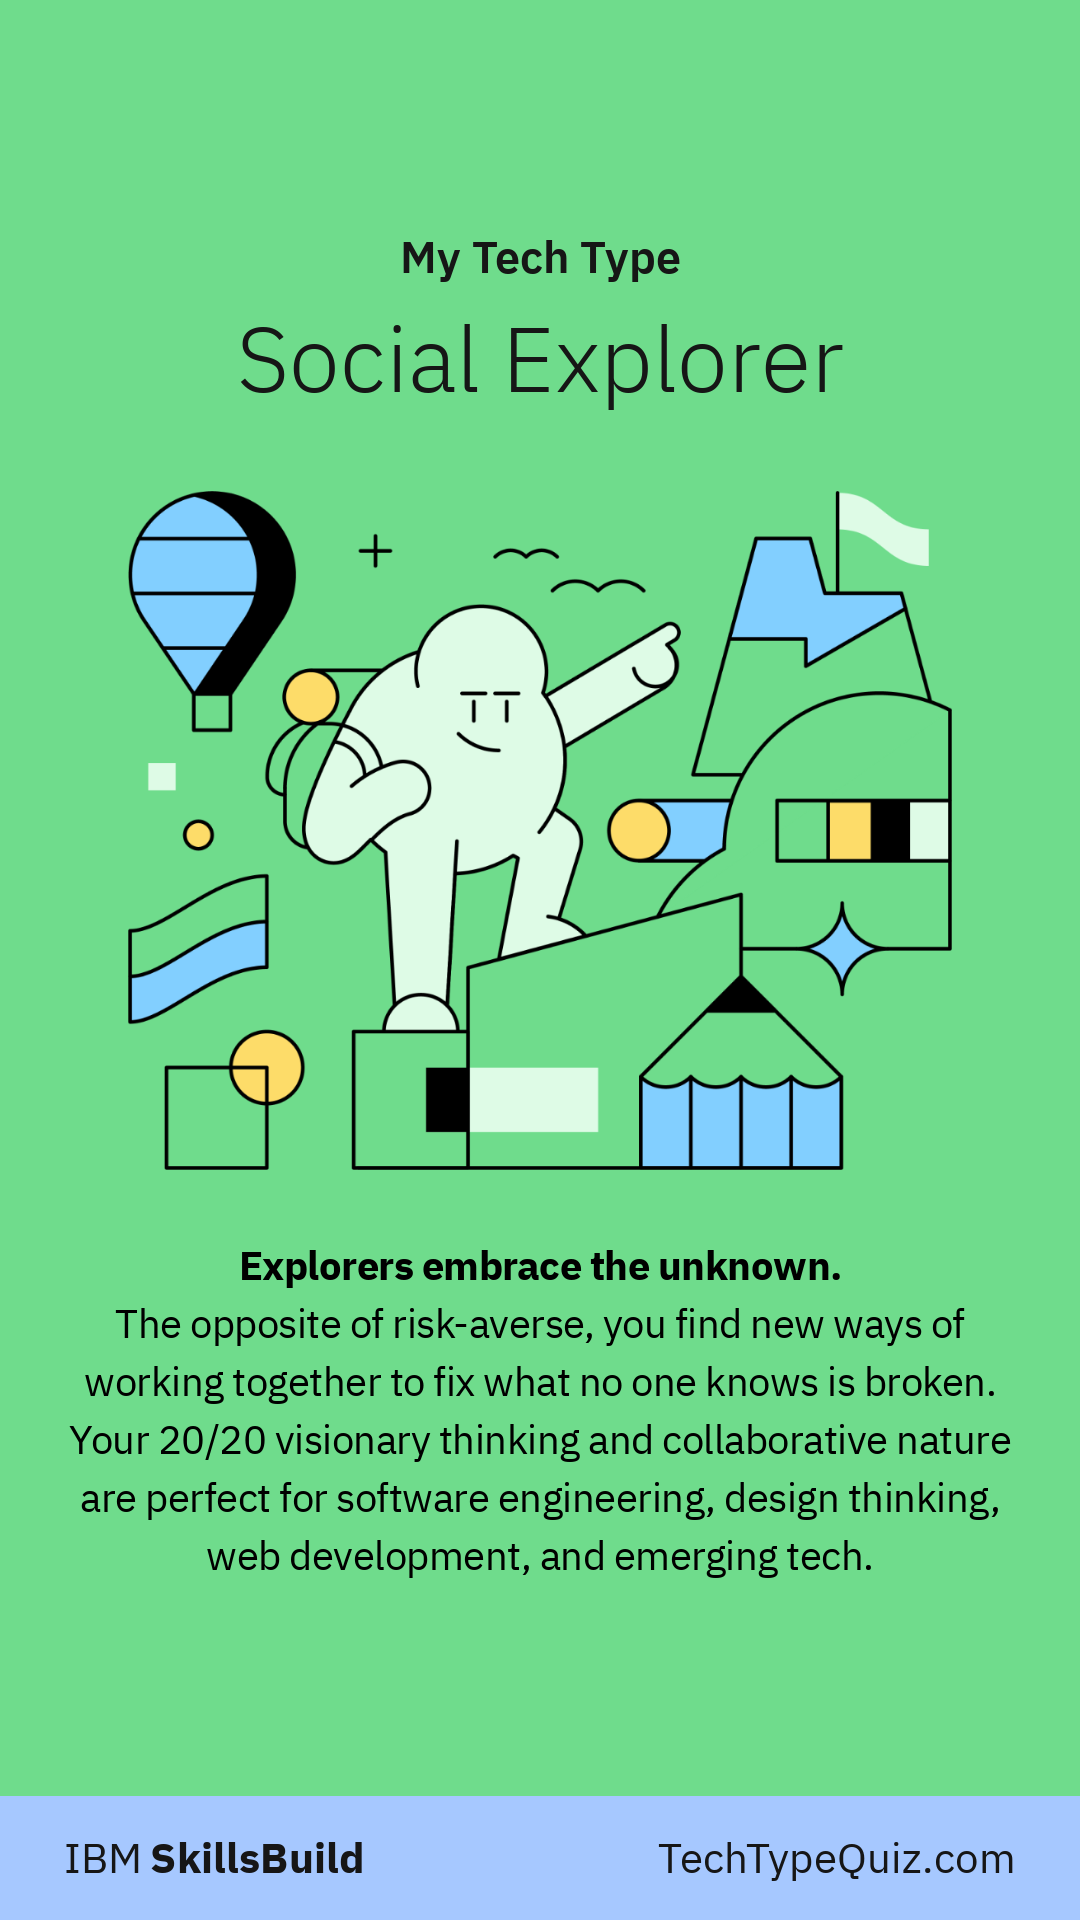 My Tech Type
Social Explorer
Explorers embrace the unknown.
The opposite of risk-averse, you find new ways of
working together to fix what no one knows is broken.
Your 20/20 visionary thinking and collaborative nature
are perfect for software engineering, design thinking,
web development, and emerging tech.
IBM SkillsBuild
TechTypeQuiz.com